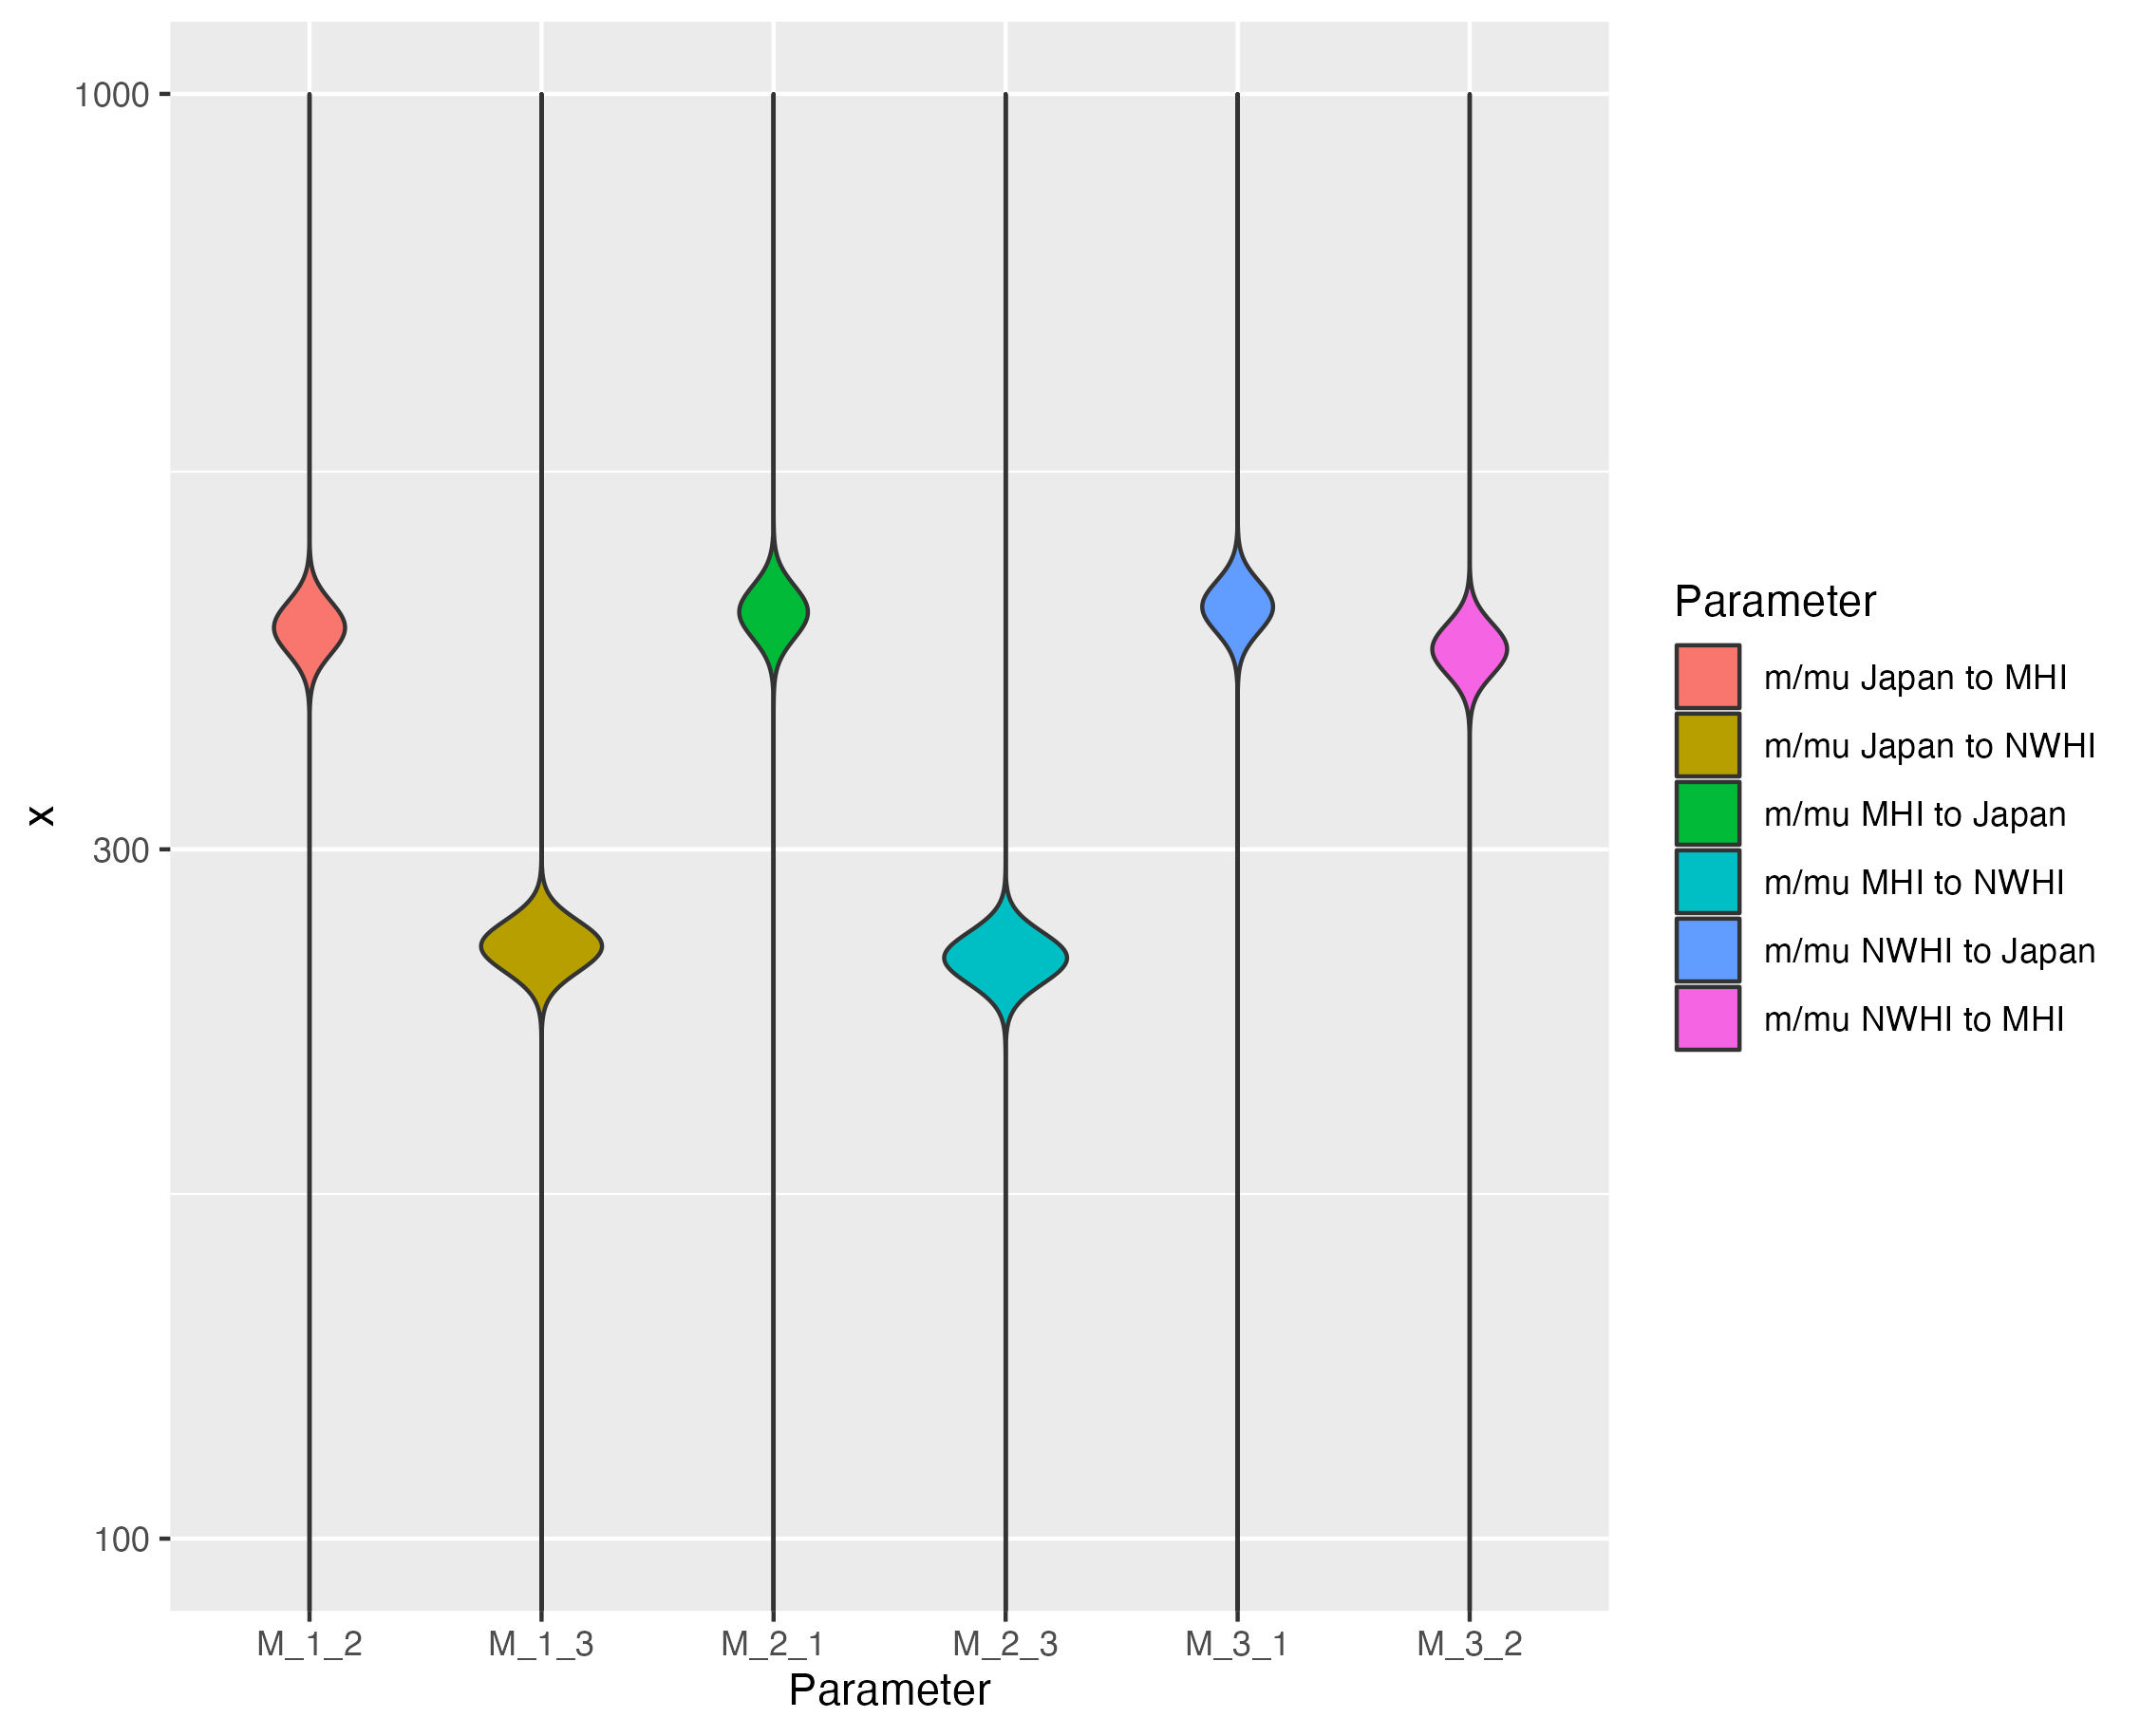 1000
300
100
x
M_1_2
M_1_3
M_2_1
M_2_3
M_3_1
M_3_2
Parameter
Parameter
m/mu Japan to MHI
m/mu Japan to NWHI
m/mu MHI to Japan
m/mu MHI to NWHI
m/mu NWHI to Japan
m/mu NWHI to MHI